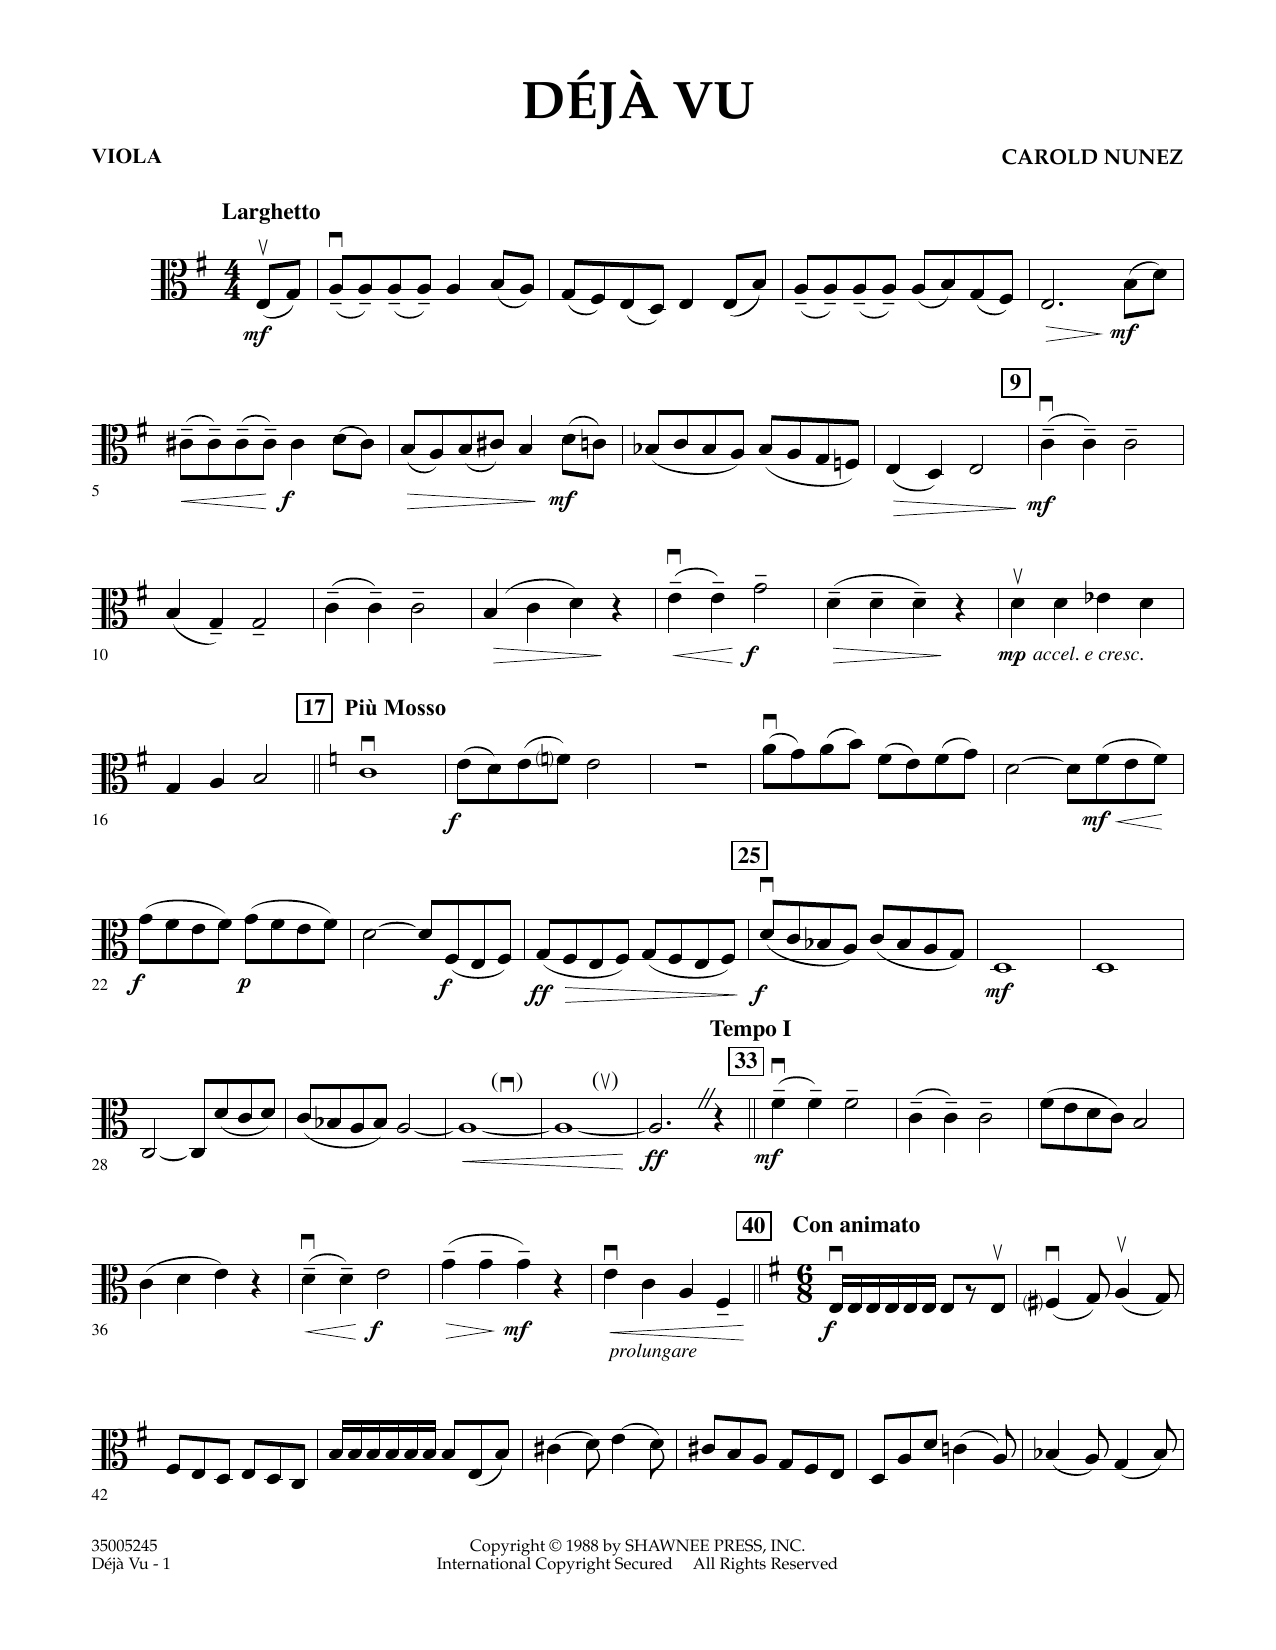 DÉJÀ VU
VIOLA
CAROLD NUNEZ
Larghetto
4
4
mf
mf
9
5
f
mf
mf
10
f
mp accel. e cresc.
17 Più Mosso
16
f
mf
25
22
f
p
f
ff
f
mf
Tempo I
33
( ) ( )
28
ff
mf
40 Con animato
6
8
36
f
mf
f
prolungare
42
35005245
Déjà Vu - 1
Copyright © 1988 by SHAWNEE PRESS, INC.
International Copyright Secured All Rights Reserved